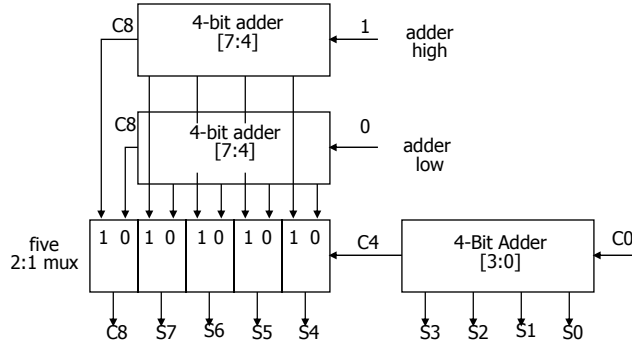 C8
4-bit adder
[7:4]
1
adder
high
C8
4-bit adder
[7:4]
0
adder
low
five
2:1 mux
1 0 1 0 1 0 1 0 1 0
C4
4-Bit Adder
[3:0]
C0
C8 S7 S6 S5 S4 S3 S2 S1 S0